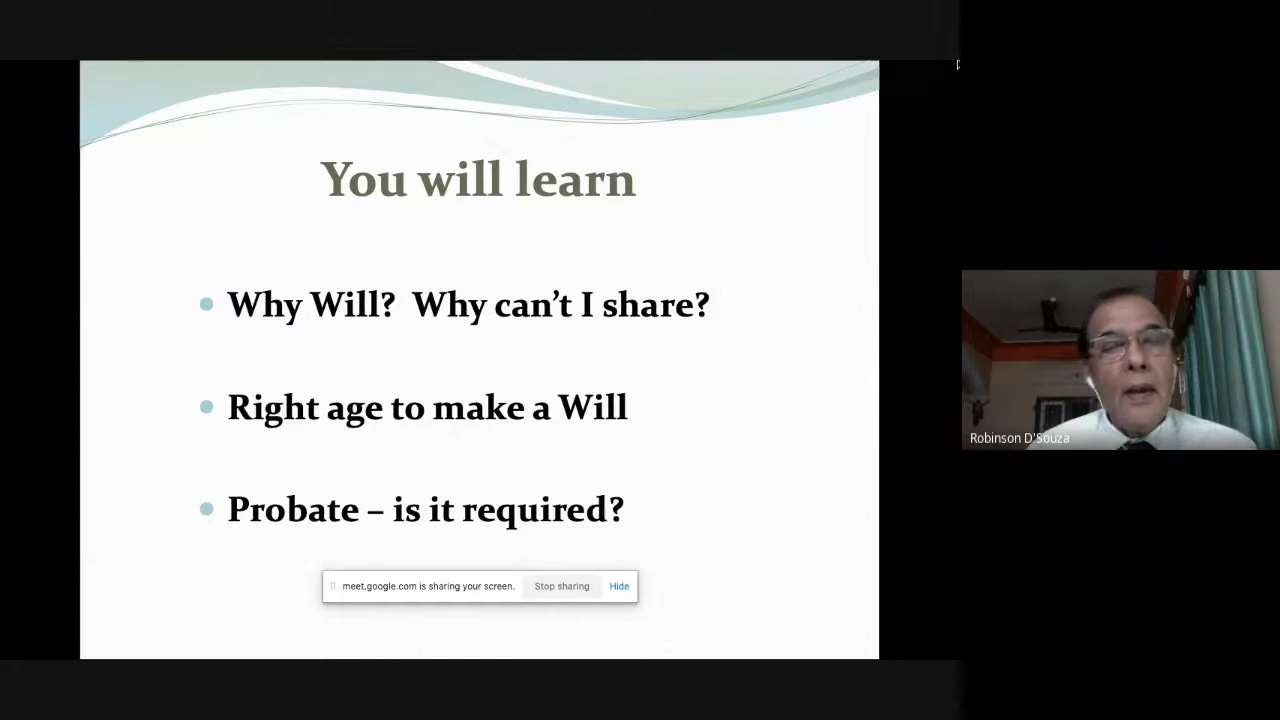 You will learn
Why Will?  Why can’t I share?
Right age to make a Will
Probate – is it required?
meet.google.com is sharing your screen. Stop sharing Hide
Robinson D'Souza